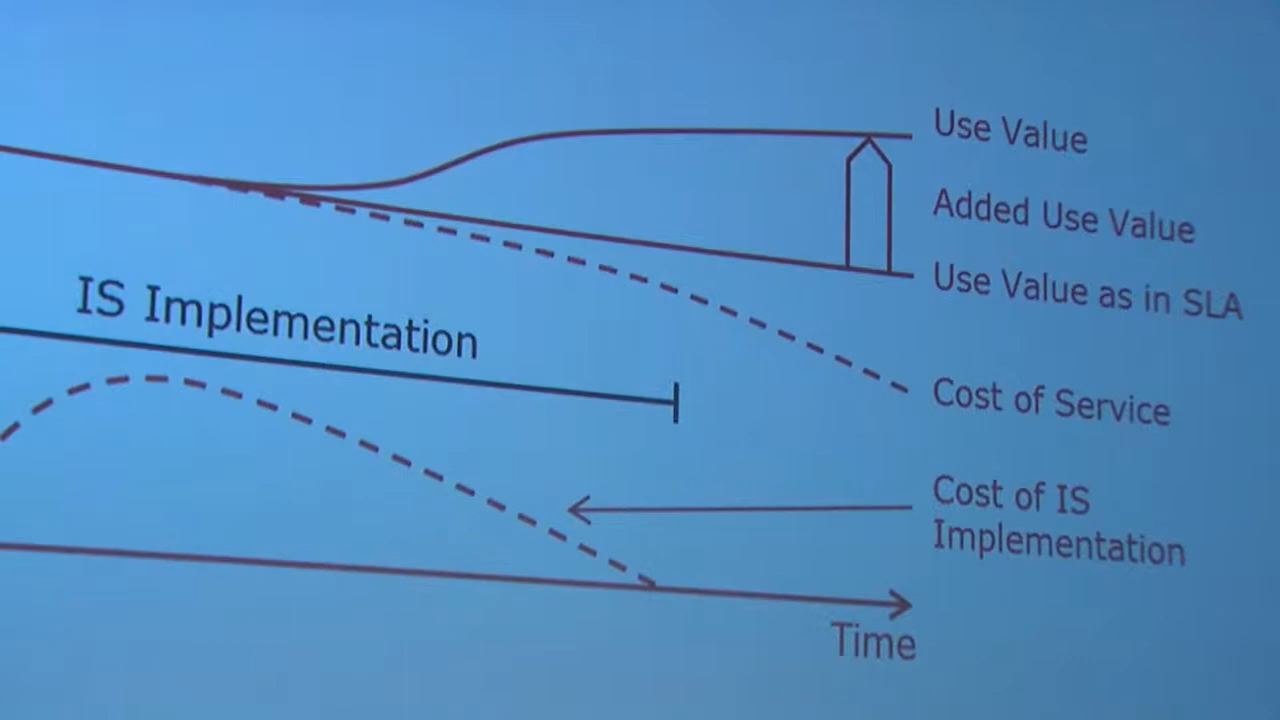 Use Value
Added Use Value
Use Value as in SLA
IS Implementation
Cost of Service
Cost of IS
Implementation
Time